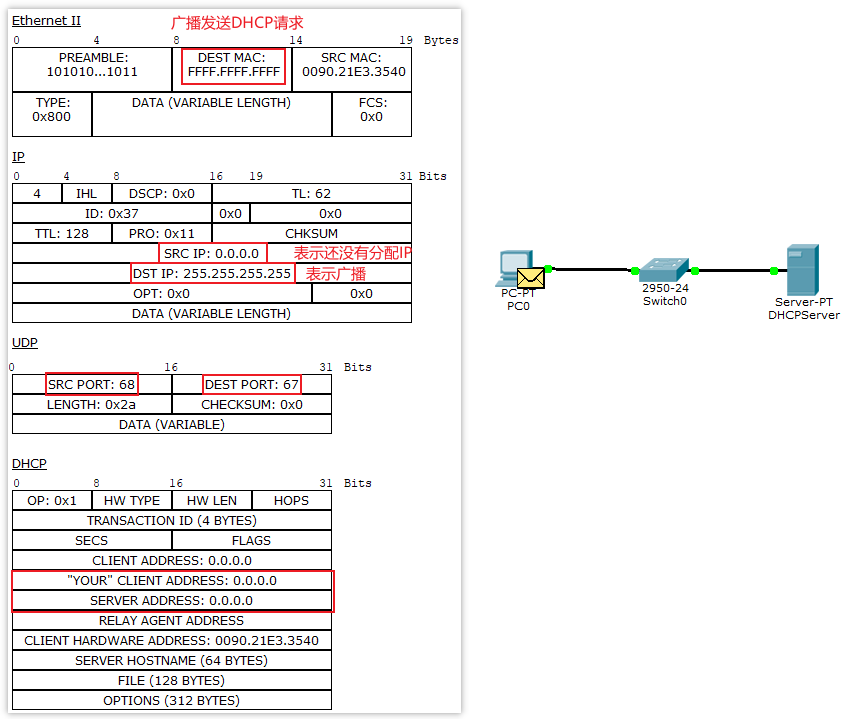 Ethernet II 广播发送DHCP请求
0 4 8 14 19 Bytes
PREAMBLE: DEST MAC: SRC MAC:
101010...1011 FFFF.FFFF.FFFF 0090.21E3.3540
TYPE: DATA (VARIABLE LENGTH) FCS:
0x800 0x0
IP
0 4 8 16 19 31 Bits
4 IHL DSCP: 0x0 TL: 62
ID: 0x37 0x0 0x0
TTL: 128 PRO: 0x11 CHKSUM
SRC IP: 0.0.0.0 表示还没有分配IP
DST IP: 255.255.255.255 表示广播
OPT: 0x0 0x0
DATA (VARIABLE LENGTH)
UDP
0 16 31 Bits
SRC PORT: 68 DEST PORT: 67
LENGTH: 0x2a CHECKSUM: 0x0
DATA (VARIABLE)
DHCP
0 8 16 31 Bits
OP: 0x1 HW TYPE HW LEN HOPS
TRANSACTION ID (4 BYTES)
SECS FLAGS
CLIENT ADDRESS: 0.0.0.0
"YOUR" CLIENT ADDRESS: 0.0.0.0
SERVER ADDRESS: 0.0.0.0
RELAY AGENT ADDRESS
CLIENT HARDWARE ADDRESS: 0090.21E3.3540
SERVER HOSTNAME (64 BYTES)
FILE (128 BYTES)
OPTIONS (312 BYTES)
PC-PT
PC0
2950-24
Switch0
Server-PT
DHCPServer